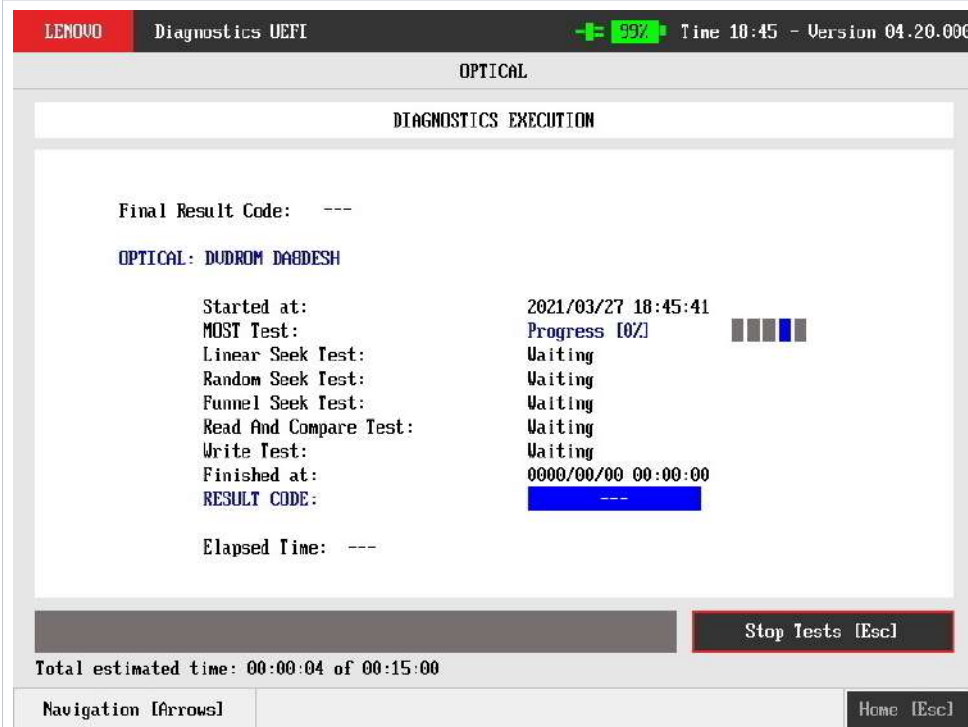 LENOVO Diagnostics UEFI 99% Time 18:45 - Version 04.20.000
OPTICAL
DIAGNOSTICS EXECUTION
Final Result Code: ---
OPTICAL: DVDROM DA8DESH
Started at: 2021/03/27 18:45:41
MOST Test: Progress [0%]
Linear Seek Test: Waiting
Random Seek Test: Waiting
Funnel Seek Test: Waiting
Read And Compare Test: Waiting
Write Test: Waiting
Finished at: 0000/00/00 00:00:00
RESULT CODE: ---
Elapsed Time: ---
Stop Tests [Esc]
Total estimated time: 00:00:04 of 00:15:00
Navigation [Arrows] Home [Esc]